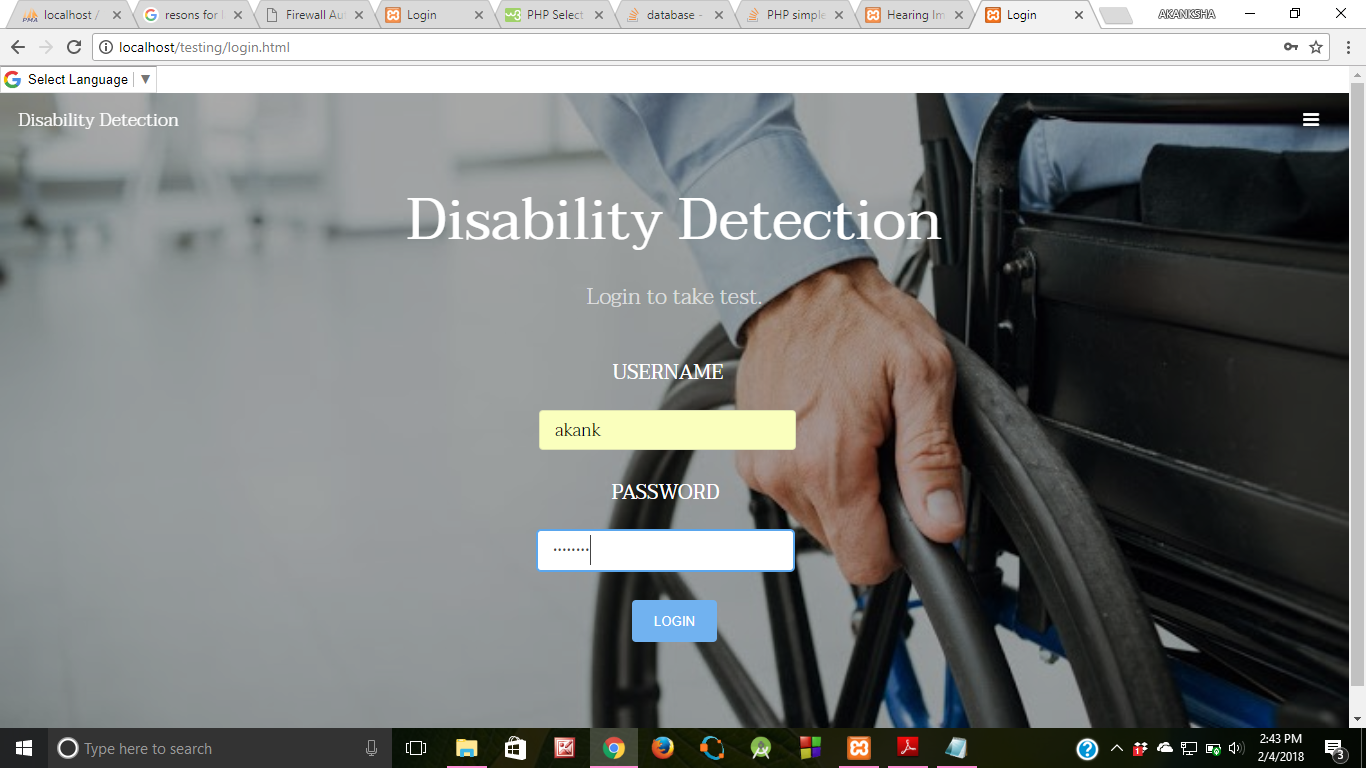 localhost /
resons for
Firewall Au
Login
PHP Select
database -
PHP simple
Hearing Im
Login
AKANKSHA
localhost/testing/login.html
Select Language
Disability Detection
Disability Detection
Login to take test.
USERNAME
akank
PASSWORD
LOGIN
Type here to search
2:43 PM
2/4/2018
3